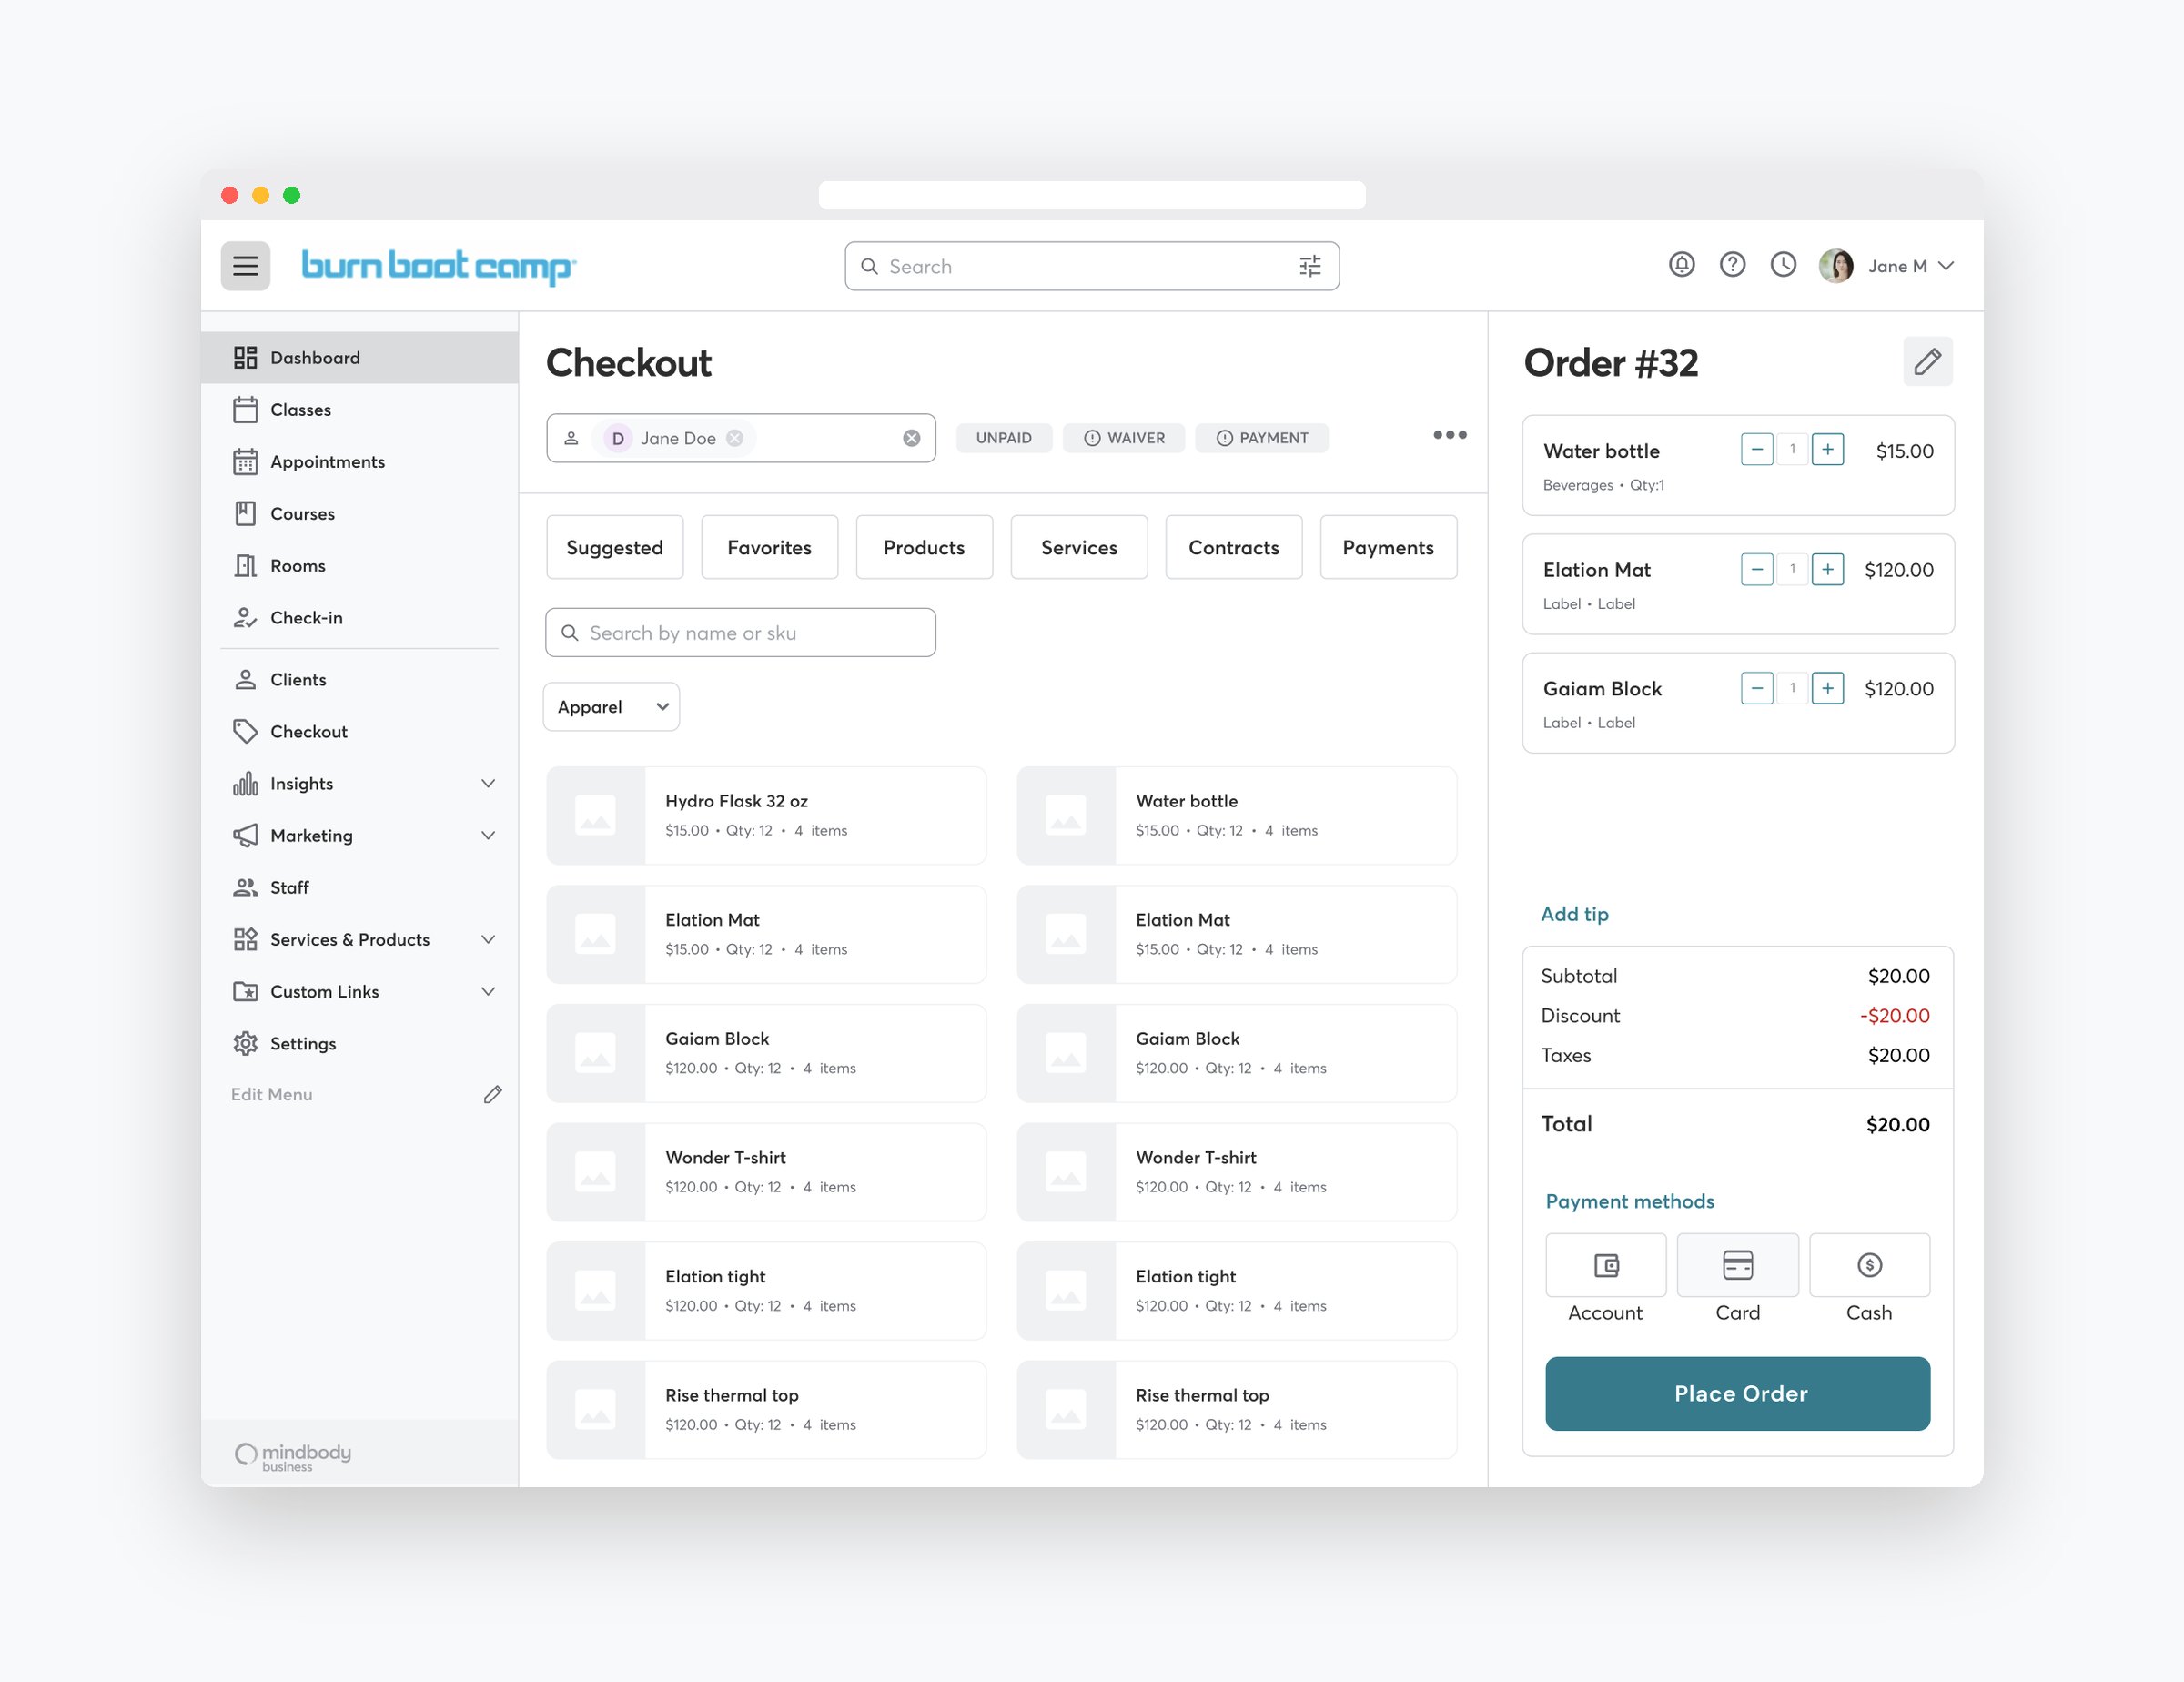 burn boot camp
Search
Jane M
Dashboard
Classes
Appointments
Courses
Rooms
Check-in
Clients
Checkout
Insights
Marketing
Staff
Services & Products
Custom Links
Settings
Edit Menu
mindbody
business
Checkout
D Jane Doe
UNPAID
WAIVER
PAYMENT
Suggested
Favorites
Products
Services
Contracts
Payments
Search by name or sku
Apparel
Hydro Flask 32 oz
$15.00 • Qty: 12 • 4 items
Water bottle
$15.00 • Qty: 12 • 4 items
Elation Mat
$15.00 • Qty: 12 • 4 items
Elation Mat
$15.00 • Qty: 12 • 4 items
Gaiam Block
$120.00 • Qty: 12 • 4 items
Gaiam Block
$120.00 • Qty: 12 • 4 items
Wonder T-shirt
$120.00 • Qty: 12 • 4 items
Wonder T-shirt
$120.00 • Qty: 12 • 4 items
Elation tight
$120.00 • Qty: 12 • 4 items
Elation tight
$120.00 • Qty: 12 • 4 items
Rise thermal top
$120.00 • Qty: 12 • 4 items
Rise thermal top
$120.00 • Qty: 12 • 4 items
Order #32
Water bottle − 1 + $15.00
Beverages • Qty:1
Elation Mat − 1 + $120.00
Label • Label
Gaiam Block − 1 + $120.00
Label • Label
Add tip
Subtotal $20.00
Discount -$20.00
Taxes $20.00
Total $20.00
Payment methods
Account
Card
Cash
Place Order